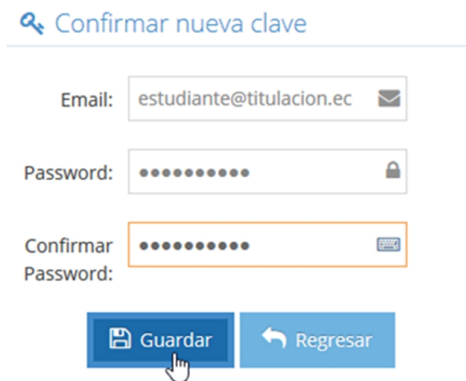 Confirmar nueva clave
Email: estudiante@titulacion.ec
Password: ●●●●●●●●●●
Confirmar ●●●●●●●●●●
Password:
Guardar Regresar